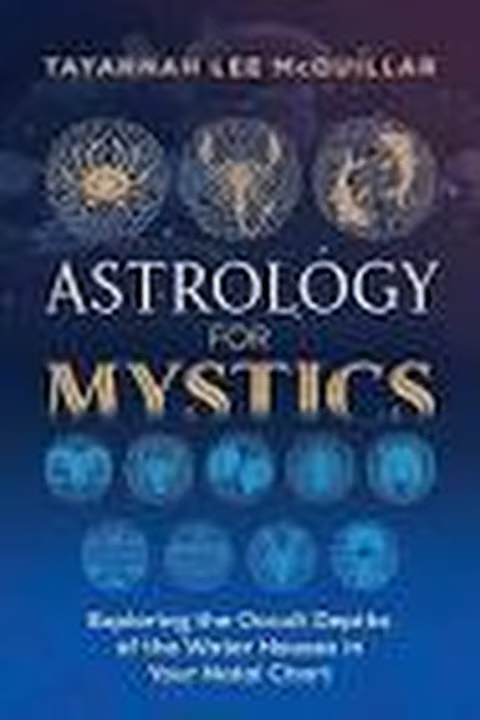 TAYANNAH LEE McQUILLAR
ASTROLOGY
FOR
MYSTICS
Exploring the Occult Depths
of the Water Houses in
Your Natal Chart